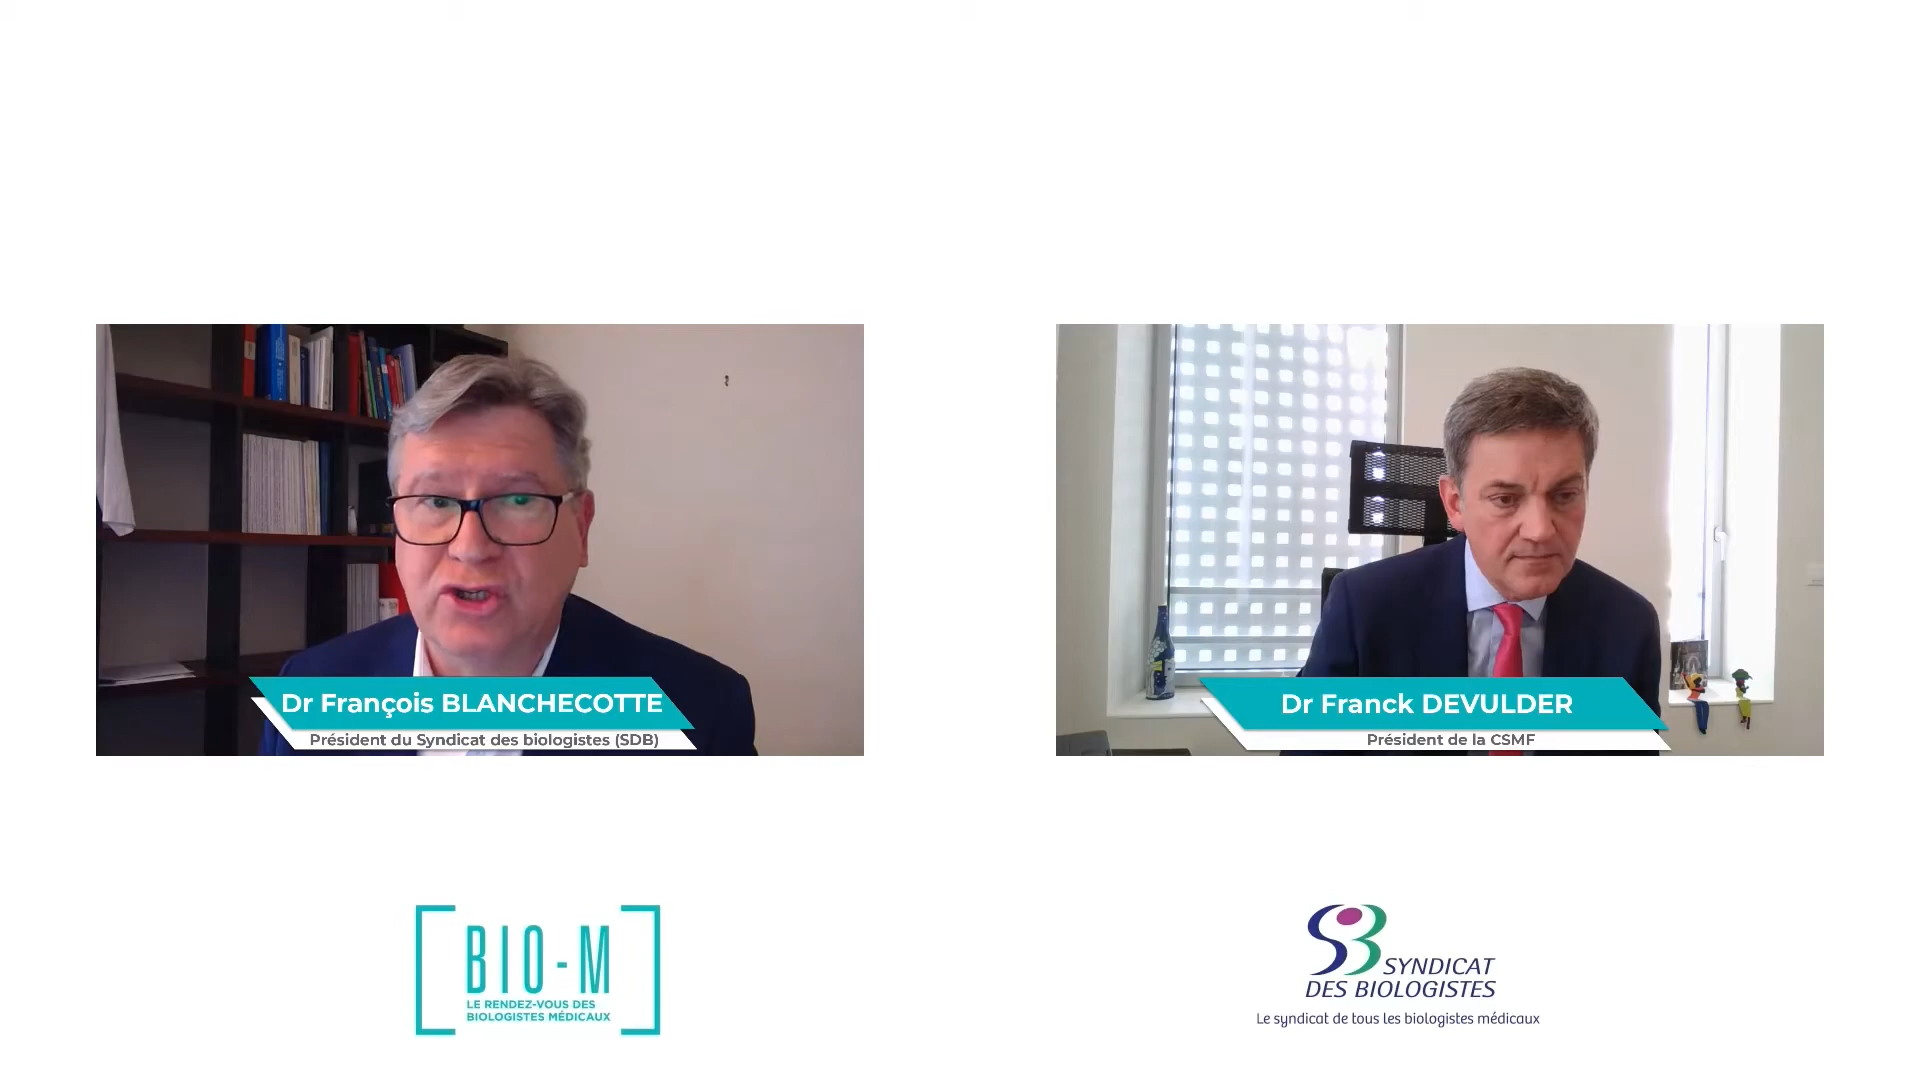 Dr François BLANCHECOTTE
Président du Syndicat des biologistes (SDB)
Dr Franck DEVULDER
Président de la CSMF
BIO-M
LE RENDEZ-VOUS DES
BIOLOGISTES MÉDICAUX
SYNDICAT
DES BIOLOGISTES
Le syndicat de tous les biologistes médicaux